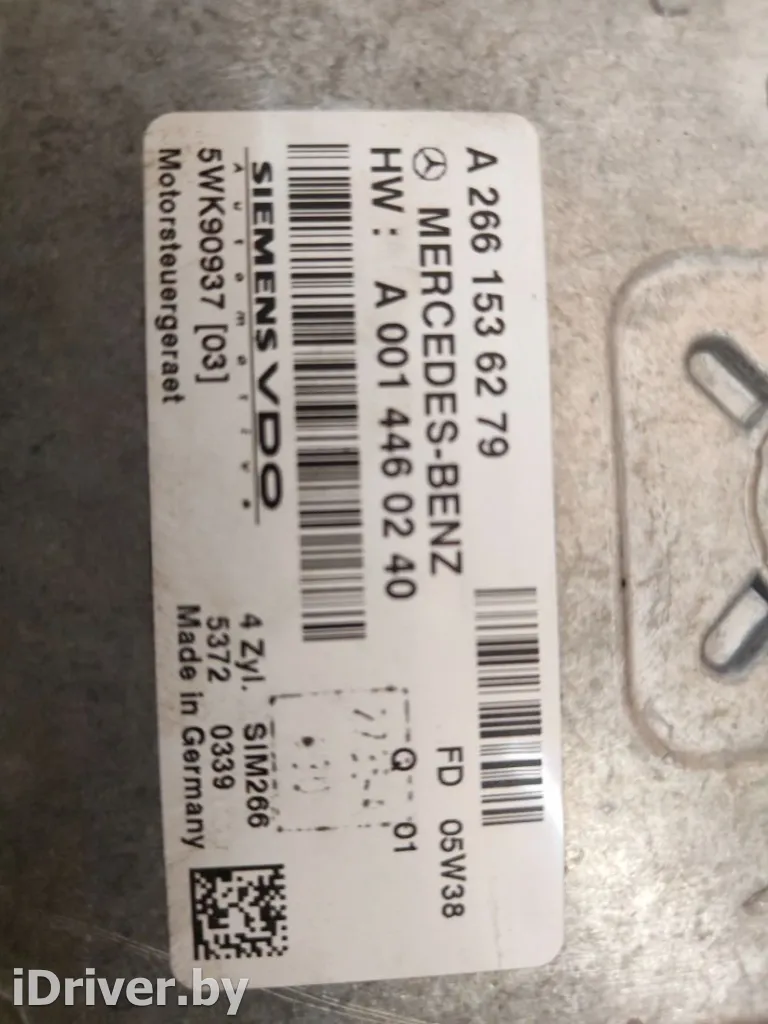 A 266 153 62 79
MERCEDES-BENZ
HW: A 001 446 02 40
FD 05W38
Q 01
SIEMENS VDO
Automotive
5WK90937 [03]
Motorsteuergeraet
4 Zyl. SIM266
5372 0339
Made in Germany
iDriver.by